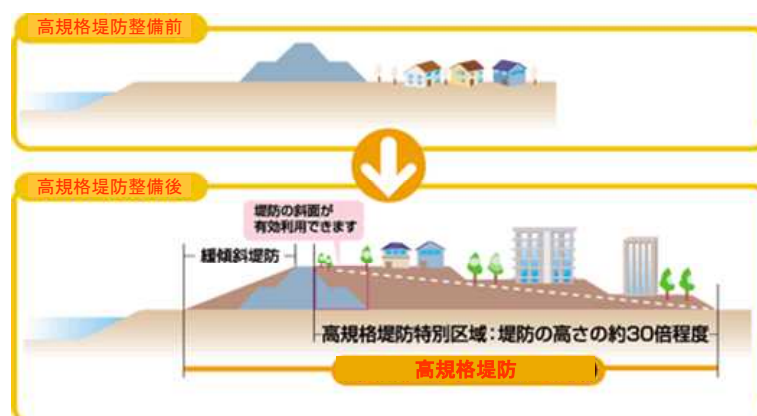 高規格堤防整備前
高規格堤防整備後
堤防の斜面が
有効利用できます
緩傾斜堤防
高規格堤防特別区域:堤防の高さの約30倍程度
高規格堤防